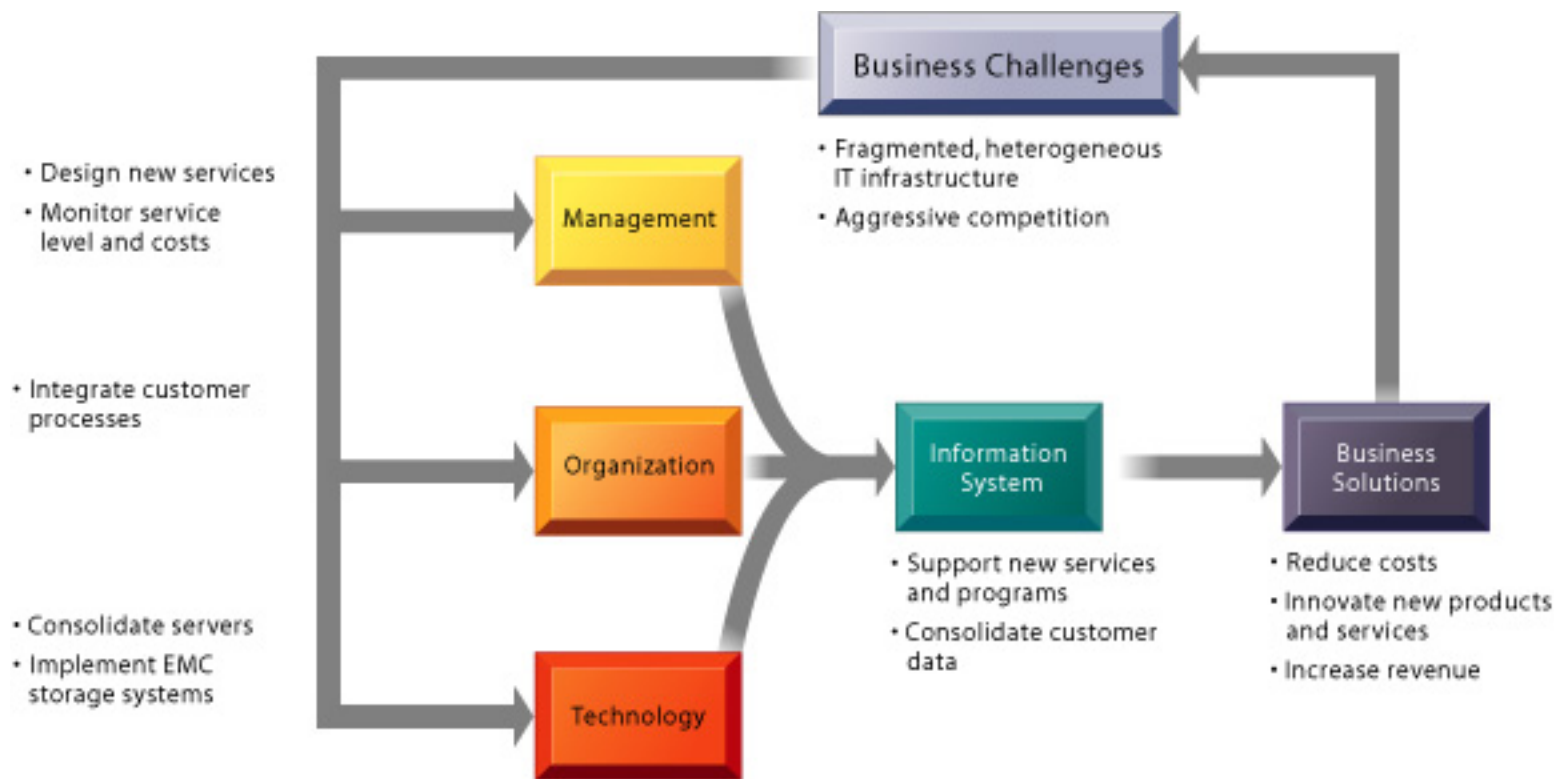 Business Challenges
• Fragmented, heterogeneous
IT infrastructure
• Aggressive competition
• Design new services
• Monitor service
level and costs
Management
• Integrate customer
processes
Organization
• Consolidate servers
• Implement EMC
storage systems
Technology
Information
System
• Support new services
and programs
• Consolidate customer
data
Business
Solutions
• Reduce costs
• Innovate new products
and services
• Increase revenue